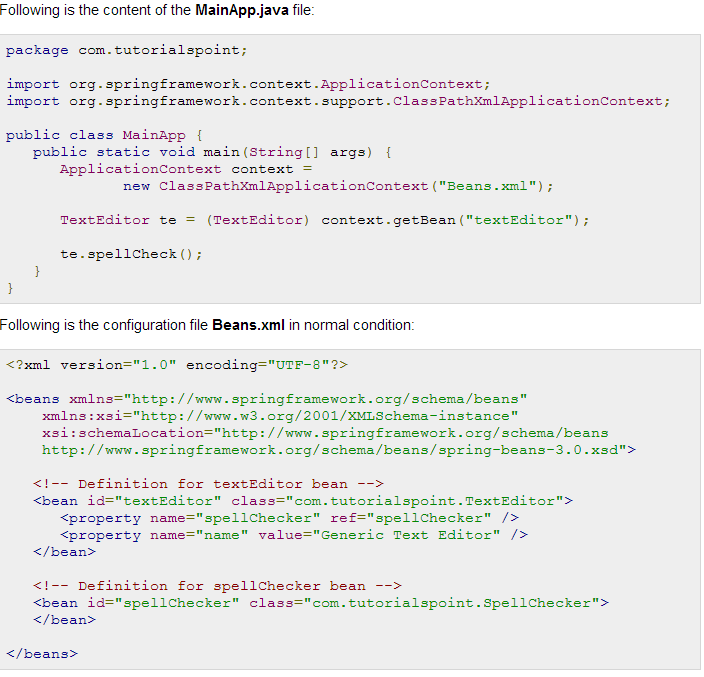 Following is the content of the MainApp.java file:
package com.tutorialspoint;
import org.springframework.context.ApplicationContext;
import org.springframework.context.support.ClassPathXmlApplicationContext;
public class MainApp {
   public static void main(String[] args) {
      ApplicationContext context =
             new ClassPathXmlApplicationContext("Beans.xml");
      TextEditor te = (TextEditor) context.getBean("textEditor");
      te.spellCheck();
   }
}
Following is the configuration file Beans.xml in normal condition:
<?xml version="1.0" encoding="UTF-8"?>
<beans xmlns="http://www.springframework.org/schema/beans"
    xmlns:xsi="http://www.w3.org/2001/XMLSchema-instance"
    xsi:schemaLocation="http://www.springframework.org/schema/beans
    http://www.springframework.org/schema/beans/spring-beans-3.0.xsd">
   <!-- Definition for textEditor bean -->
   <bean id="textEditor" class="com.tutorialspoint.TextEditor">
      <property name="spellChecker" ref="spellChecker" />
      <property name="name" value="Generic Text Editor" />
   </bean>
   <!-- Definition for spellChecker bean -->
   <bean id="spellChecker" class="com.tutorialspoint.SpellChecker">
   </bean>
</beans>